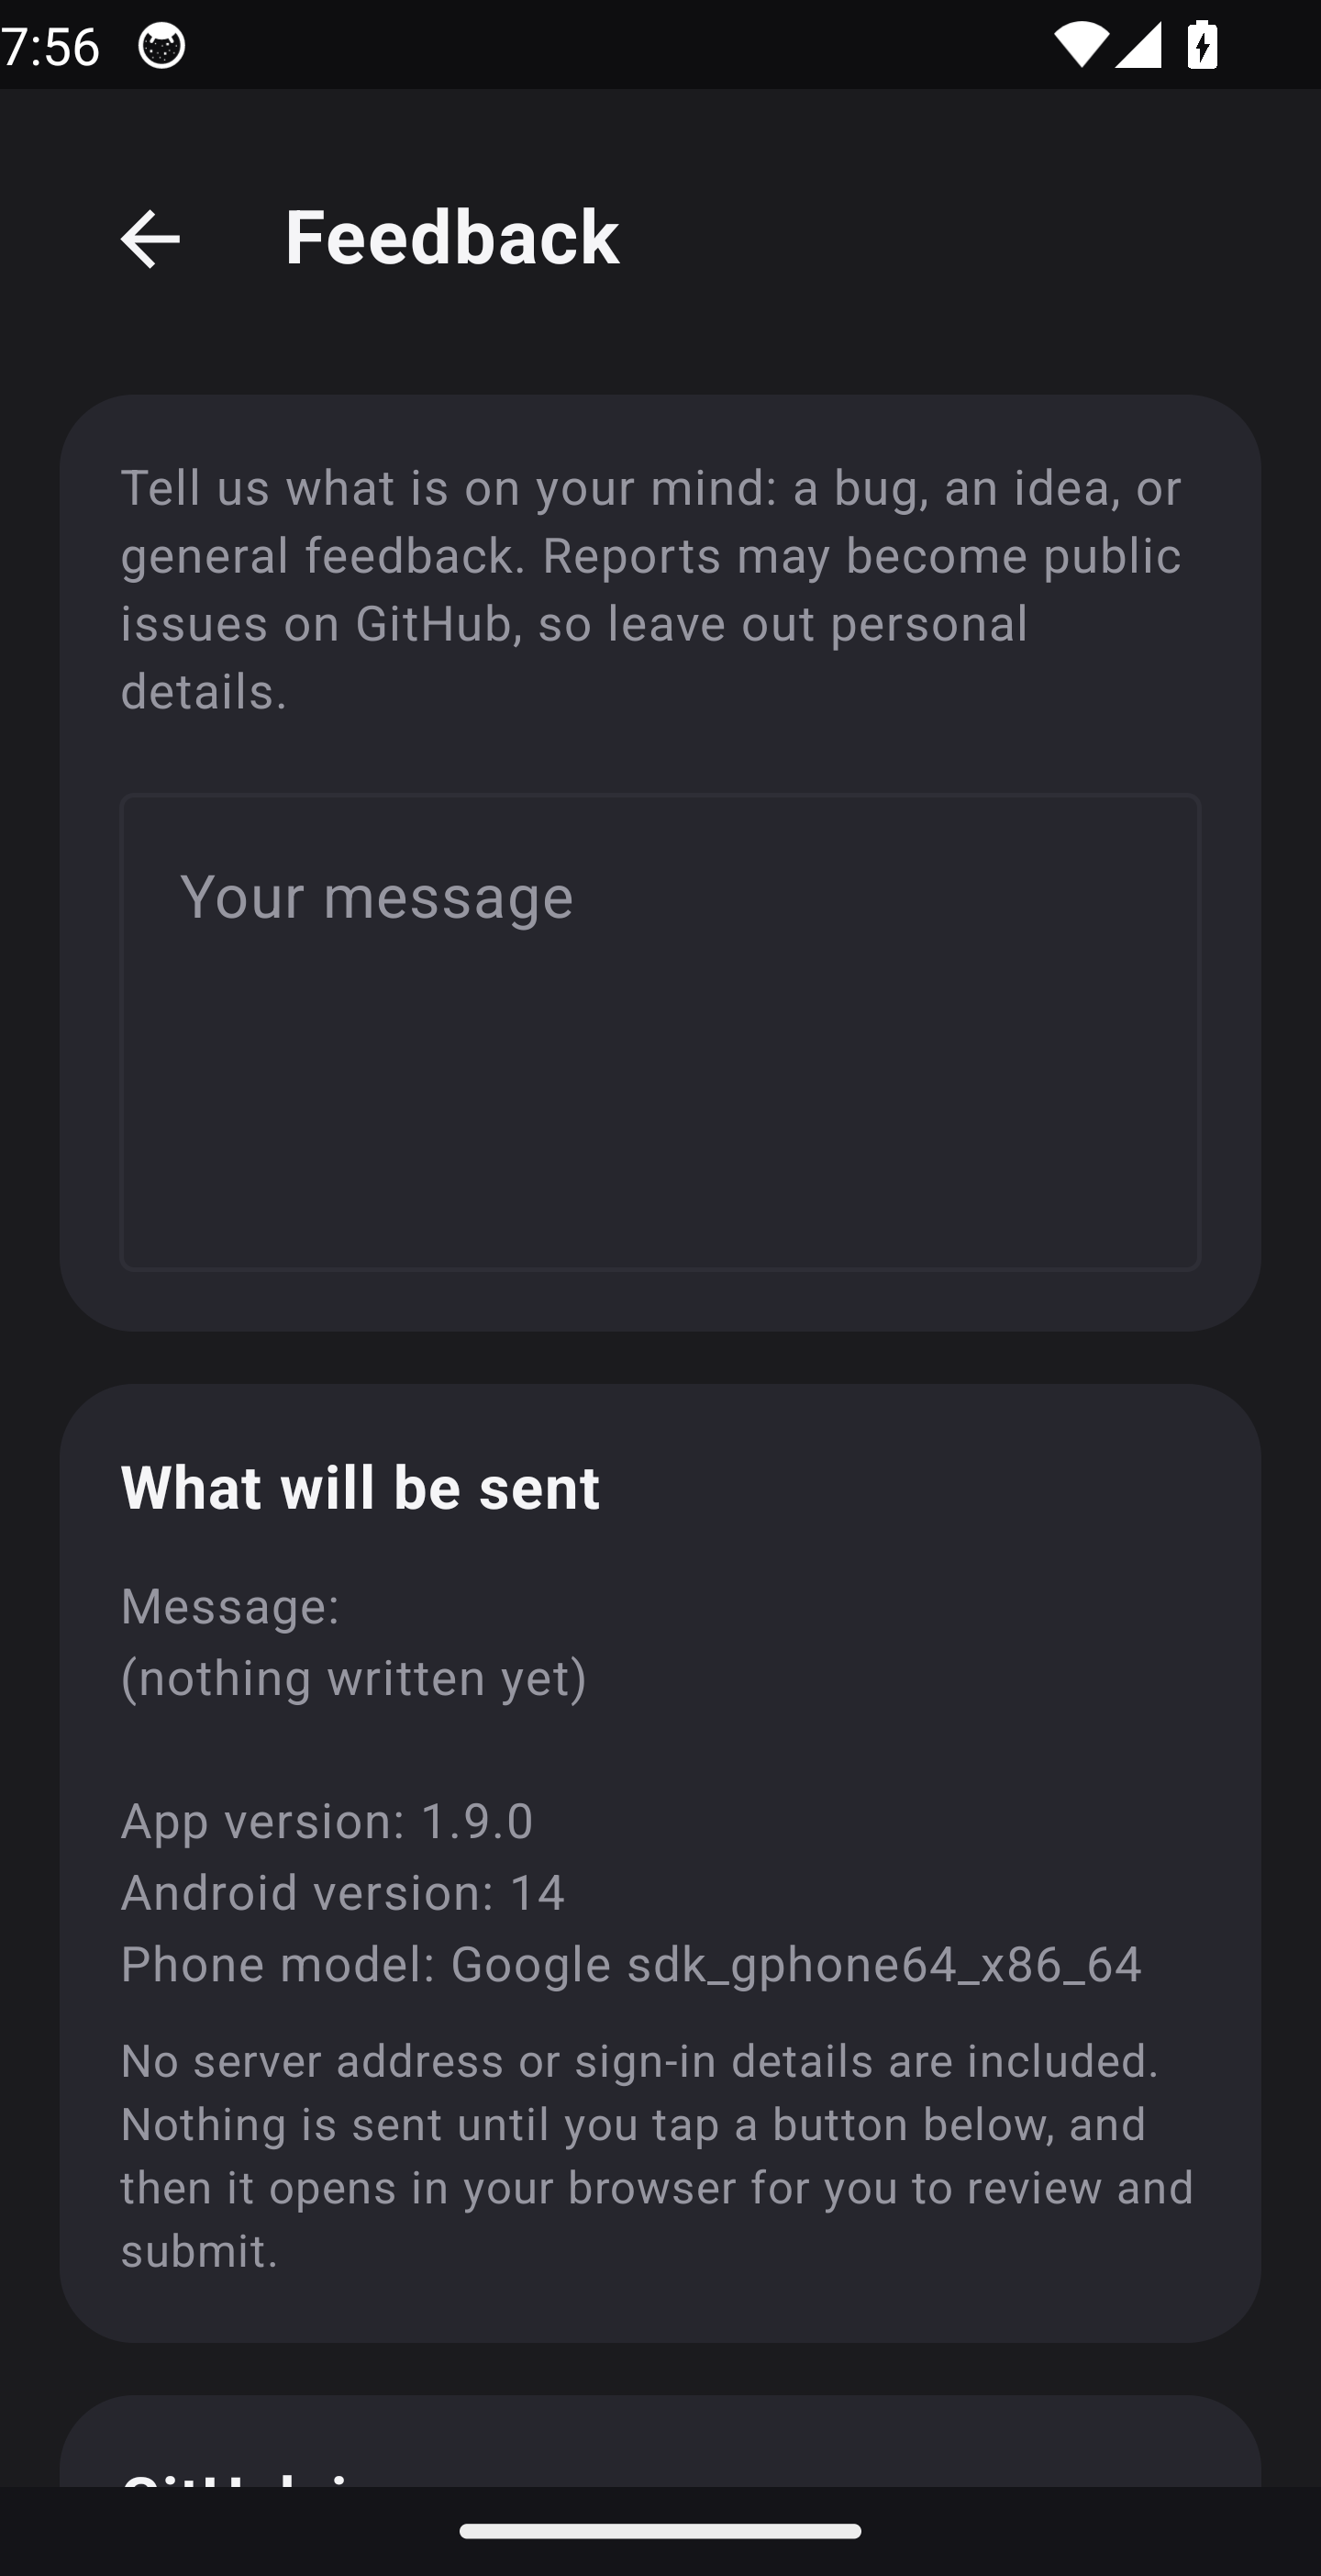 7:56
Feedback
Tell us what is on your mind: a bug, an idea, or
general feedback. Reports may become public
issues on GitHub, so leave out personal
details.
Your message
What will be sent
Message:
(nothing written yet)
App version: 1.9.0
Android version: 14
Phone model: Google sdk_gphone64_x86_64
No server address or sign-in details are included.
Nothing is sent until you tap a button below, and
then it opens in your browser for you to review and
submit.